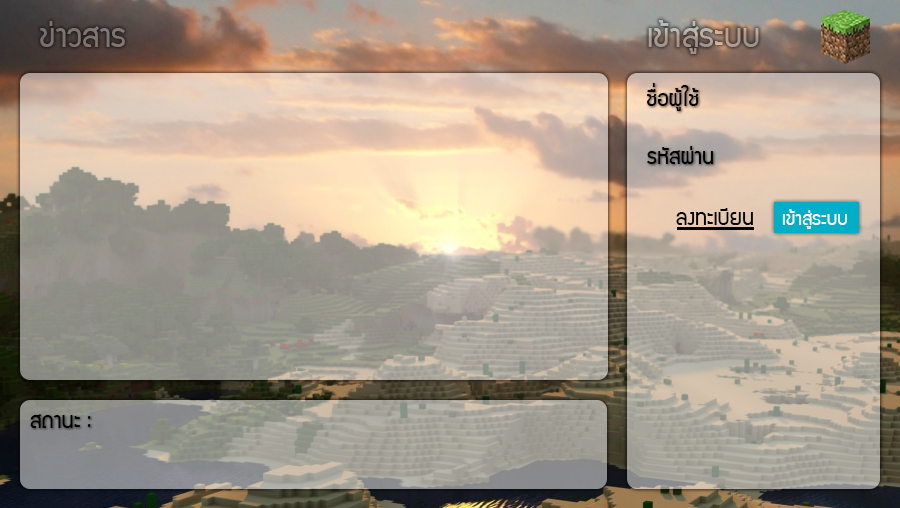 ข่าวสาร
เข้าสู่ระบบ
ชื่อผู้ใช้
รหัสผ่าน
ลงทะเบียน เข้าสู่ระบบ
สถานะ :